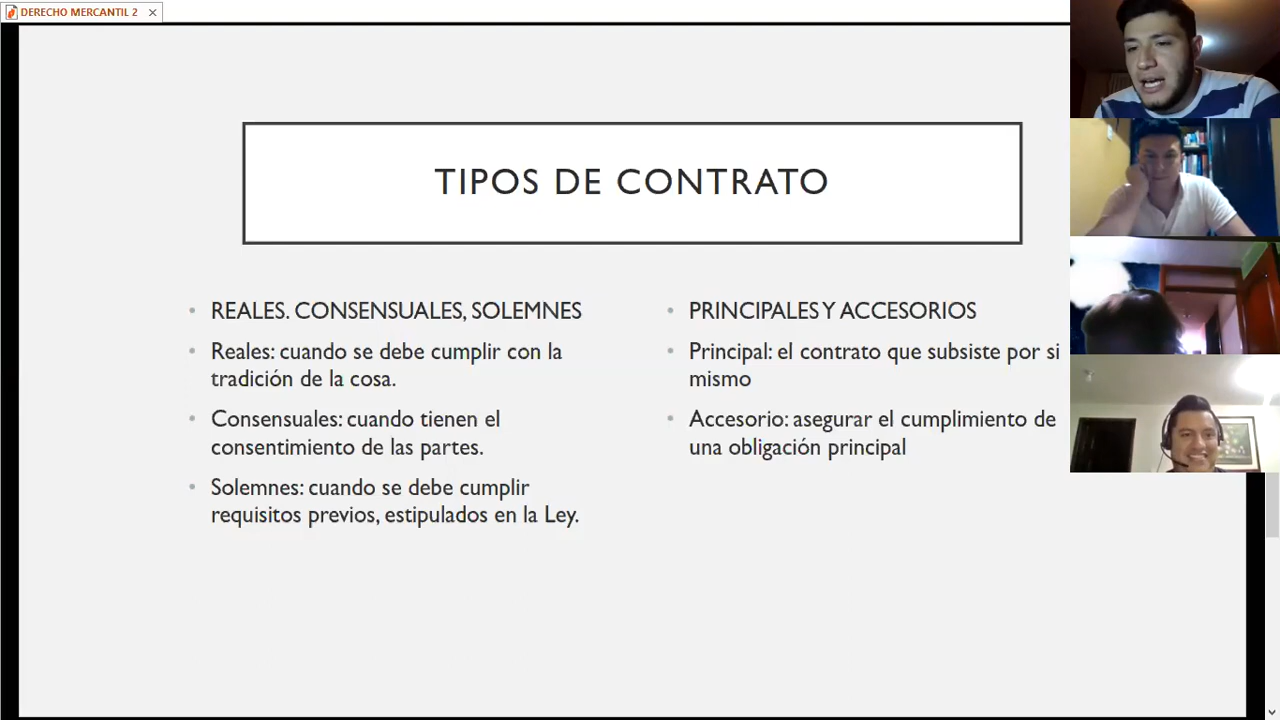 DERECHO MERCANTIL 2
TIPOS DE CONTRATO
REALES. CONSENSUALES, SOLEMNES
Reales: cuando se debe cumplir con la
tradición de la cosa.
Consensuales: cuando tienen el
consentimiento de las partes.
Solemnes: cuando se debe cumplir
requisitos previos, estipulados en la Ley.
PRINCIPALES Y ACCESORIOS
Principal: el contrato que subsiste por si
mismo
Accesorio: asegurar el cumplimiento de
una obligación principal